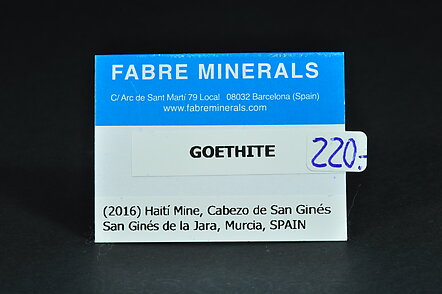 FABRE MINERALS
C/ Arc de Sant Martí 79 Local 08032 Barcelona (Spain)
www.fabreminerals.com
GOETHITE
220.-
(2016) Haití Mine, Cabezo de San Ginés
San Ginés de la Jara, Murcia, SPAIN